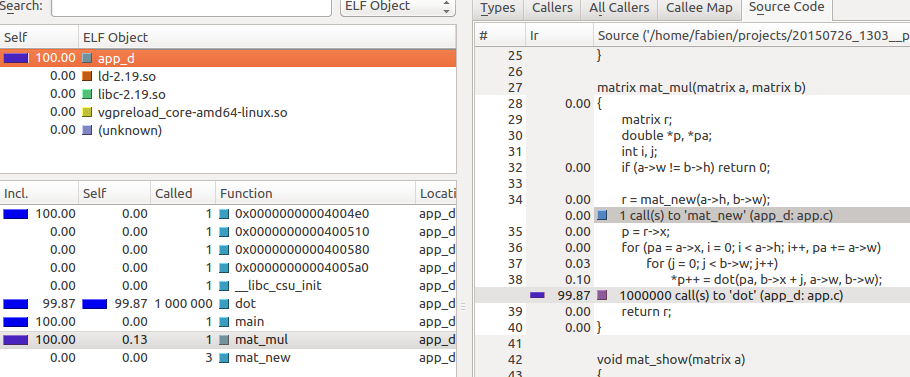 Search:
ELF Object
Self ELF Object
100.00 app_d
0.00 ld-2.19.so
0.00 libc-2.19.so
0.00 vgpreload_core-amd64-linux.so
0.00 (unknown)
Incl. Self Called Function Locati
100.00 0.00 1 0x00000000004004e0 app_d
0.00 0.00 1 0x0000000000400510 app_d
0.00 0.00 1 0x0000000000400580 app_d
0.00 0.00 1 0x00000000004005a0 app_d
0.00 0.00 1 __libc_csu_init app_d
99.87 99.87 1 000 000 dot app_d
100.00 0.00 1 main app_d
100.00 0.13 1 mat_mul app_d
0.00 0.00 3 mat_new app_d
Types Callers All Callers Callee Map Source Code
# Ir Source ('/home/fabien/projects/20150726_1303__p
25 }
26
27 matrix mat_mul(matrix a, matrix b)
28 0.00 {
29 matrix r;
30 double *p, *pa;
31 int i, j;
32 0.00 if (a->w != b->h) return 0;
33
34 0.00 r = mat_new(a->h, b->w);
0.00 1 call(s) to 'mat_new' (app_d: app.c)
35 0.00 p = r->x;
36 0.00 for (pa = a->x, i = 0; i < a->h; i++, pa += a->w)
37 0.03 for (j = 0; j < b->w; j++)
38 0.10 *p++ = dot(pa, b->x + j, a->w, b->w);
99.87 1000000 call(s) to 'dot' (app_d: app.c)
39 0.00 return r;
40 0.00 }
41
42 void mat_show(matrix a)
43 {